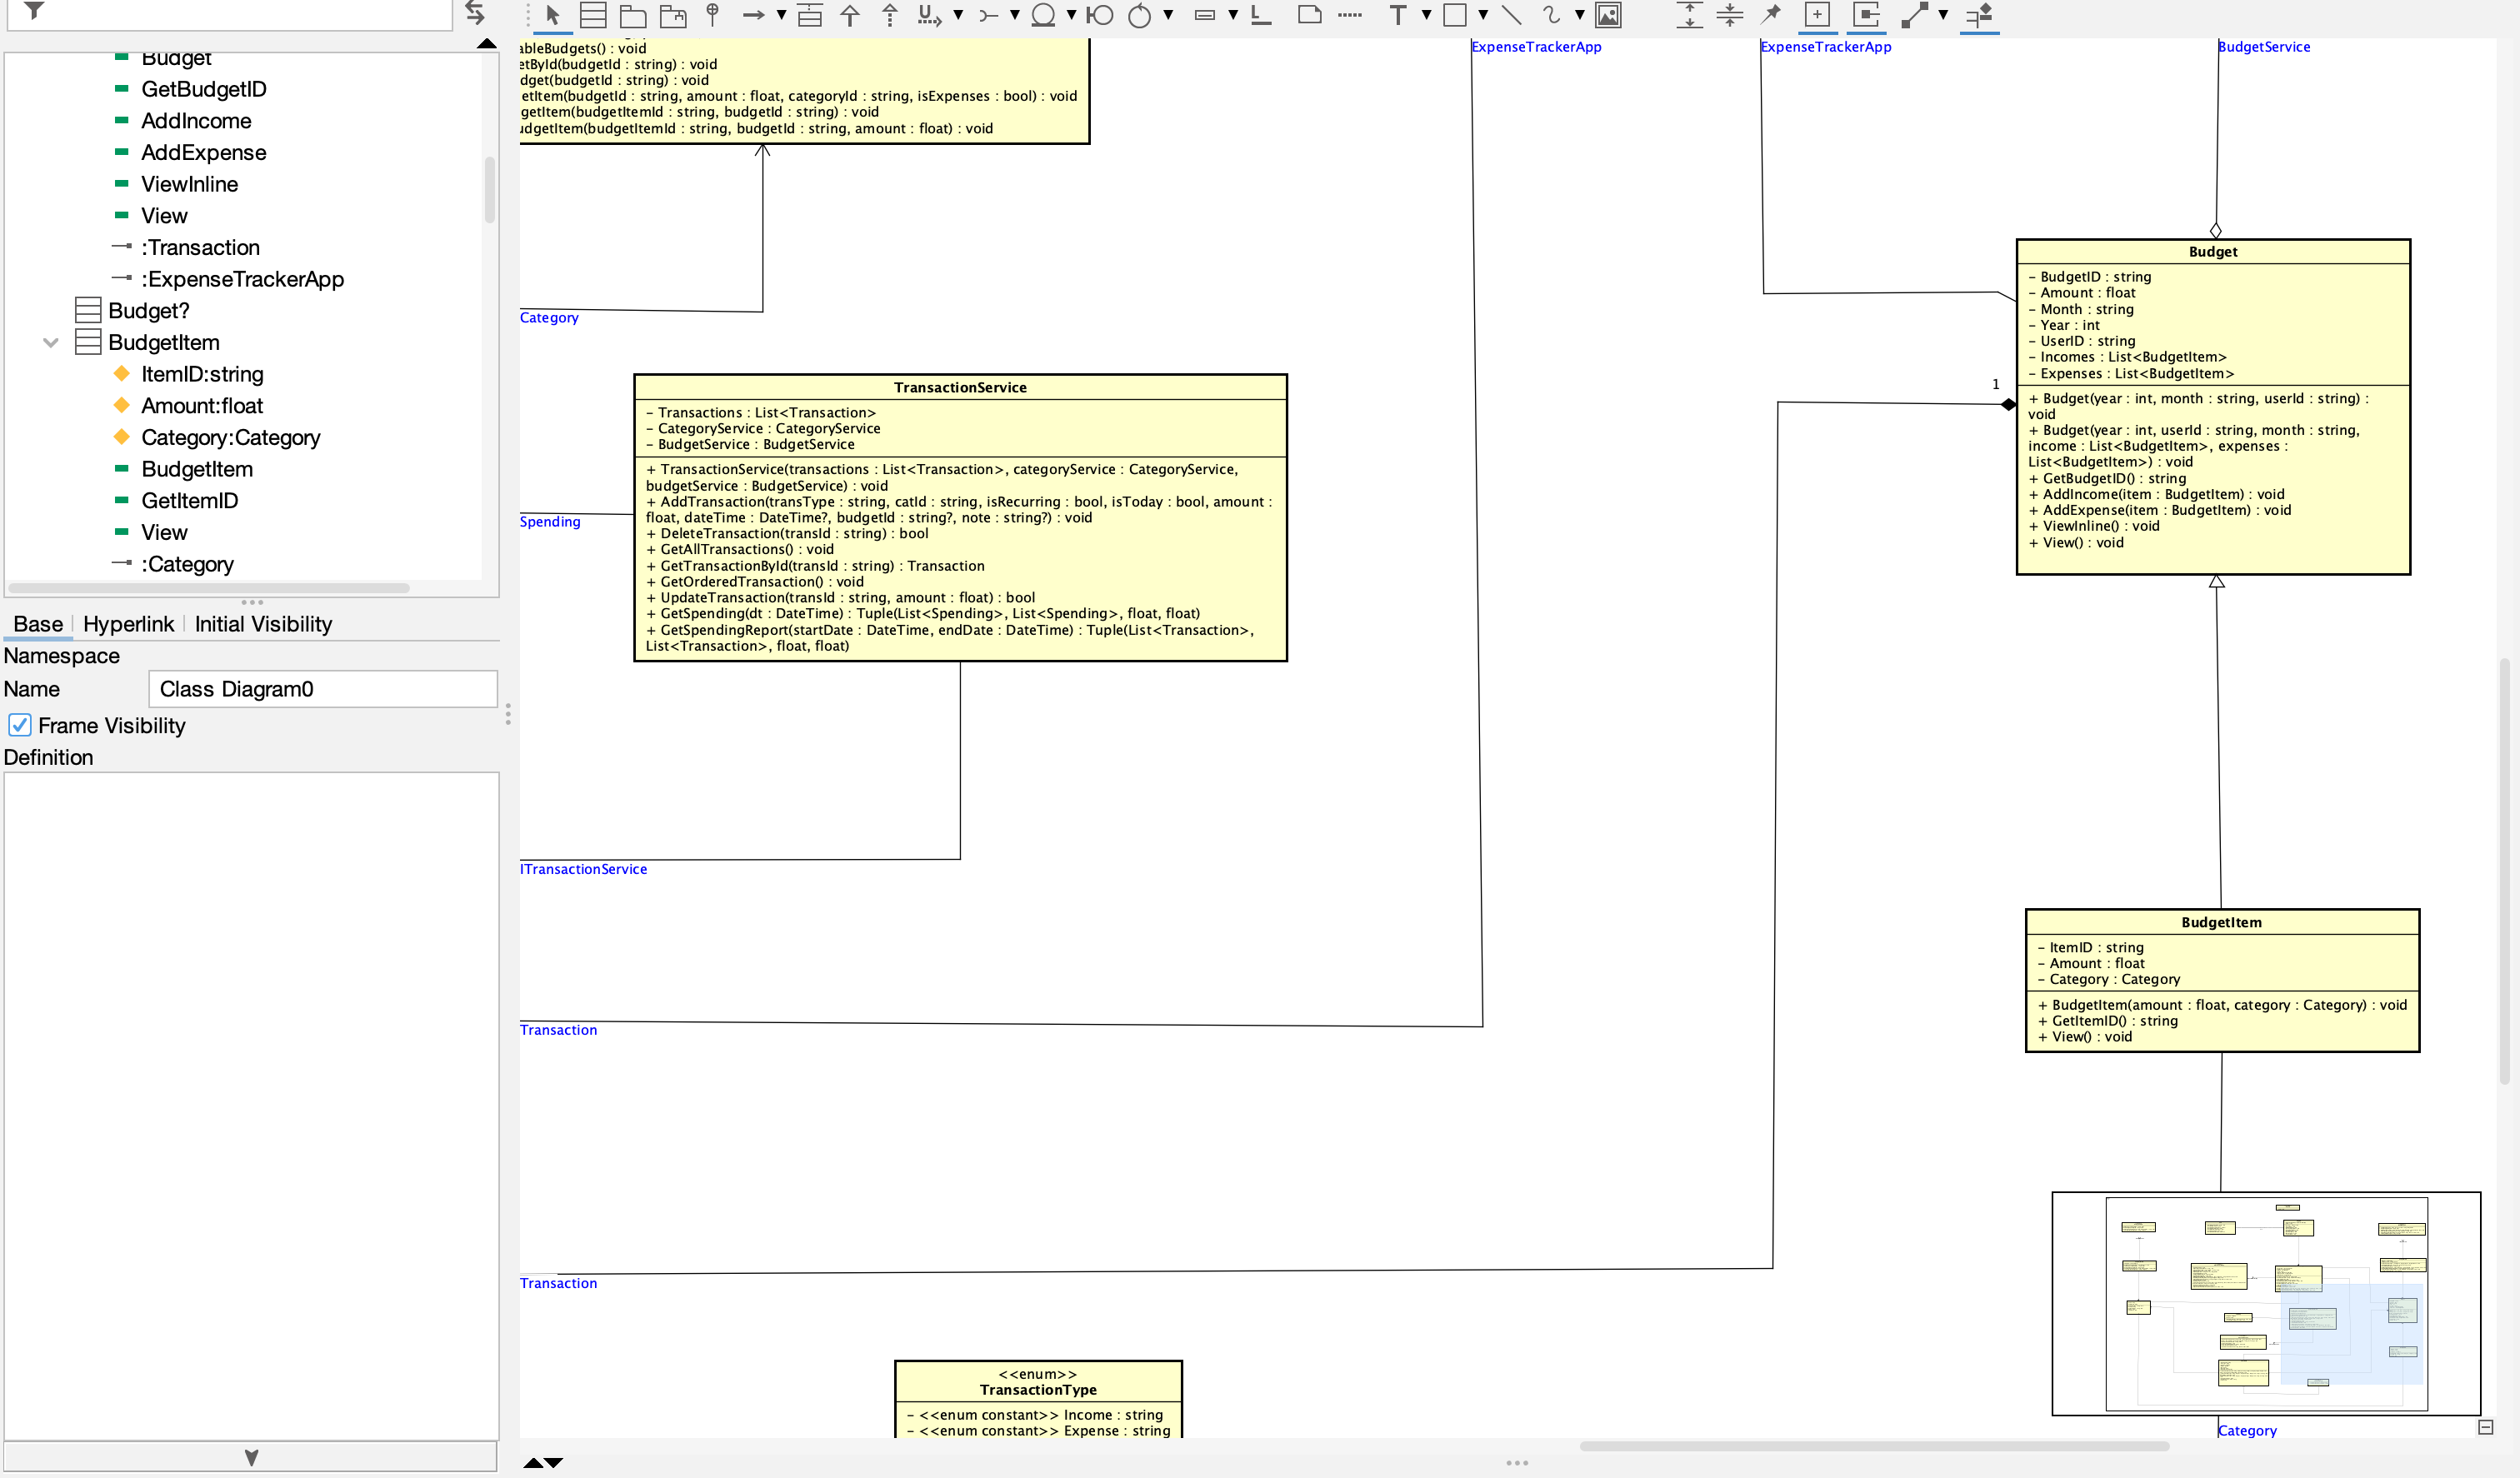 Budget
GetBudgetID
AddIncome
AddExpense
ViewInline
View
:Transaction
:ExpenseTrackerApp
Budget?
BudgetItem
ItemID:string
Amount:float
Category:Category
BudgetItem
GetItemID
View
:Category
Base
Hyperlink
Initial Visibility
Namespace
Name
Class Diagram0
Frame Visibility
Definition
ableBudgets() : void
etById(budgetId : string) : void
dget(budgetId : string) : void
etItem(budgetId : string, amount : float, categoryId : string, isExpenses : bool) : void
getItem(budgetItemId : string, budgetId : string) : void
udgetItem(budgetItemId : string, budgetId : string, amount : float) : void
ExpenseTrackerApp
ExpenseTrackerApp
BudgetService
Category
Spending
ITransactionService
Transaction
Transaction
TransactionService
- Transactions : List<Transaction>
- CategoryService : CategoryService
- BudgetService : BudgetService
+ TransactionService(transactions : List<Transaction>, categoryService : CategoryService,
budgetService : BudgetService) : void
+ AddTransaction(transType : string, catId : string, isRecurring : bool, isToday : bool, amount :
float, dateTime : DateTime?, budgetId : string?, note : string?) : void
+ DeleteTransaction(transId : string) : bool
+ GetAllTransactions() : void
+ GetTransactionById(transId : string) : Transaction
+ GetOrderedTransaction() : void
+ UpdateTransaction(transId : string, amount : float) : bool
+ GetSpending(dt : DateTime) : Tuple(List<Spending>, List<Spending>, float, float)
+ GetSpendingReport(startDate : DateTime, endDate : DateTime) : Tuple(List<Transaction>,
List<Transaction>, float, float)
Budget
- BudgetID : string
- Amount : float
- Month : string
- Year : int
- UserID : string
- Incomes : List<BudgetItem>
- Expenses : List<BudgetItem>
1
+ Budget(year : int, month : string, userId : string) :
void
+ Budget(year : int, userId : string, month : string,
income : List<BudgetItem>, expenses :
List<BudgetItem>) : void
+ GetBudgetID() : string
+ AddIncome(item : BudgetItem) : void
+ AddExpense(item : BudgetItem) : void
+ ViewInline() : void
+ View() : void
BudgetItem
- ItemID : string
- Amount : float
- Category : Category
+ BudgetItem(amount : float, category : Category) : void
+ GetItemID() : string
+ View() : void
<<enum>>
TransactionType
- <<enum constant>> Income : string
- <<enum constant>> Expense : string
Category